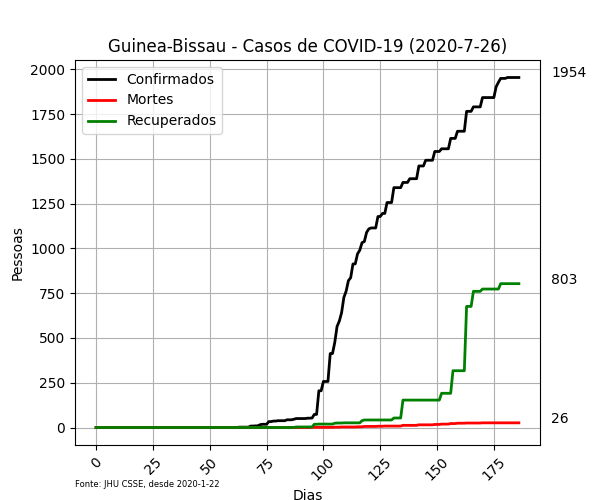 Guinea-Bissau - Casos de COVID-19 (2020-7-26)
Confirmados
Mortes
Recuperados
2000
1750
1500
1250
1000
750
500
250
0
Pessoas
1954
803
26
0
25
50
75
100
125
150
175
Fonte: JHU CSSE, desde 2020-1-22
Dias